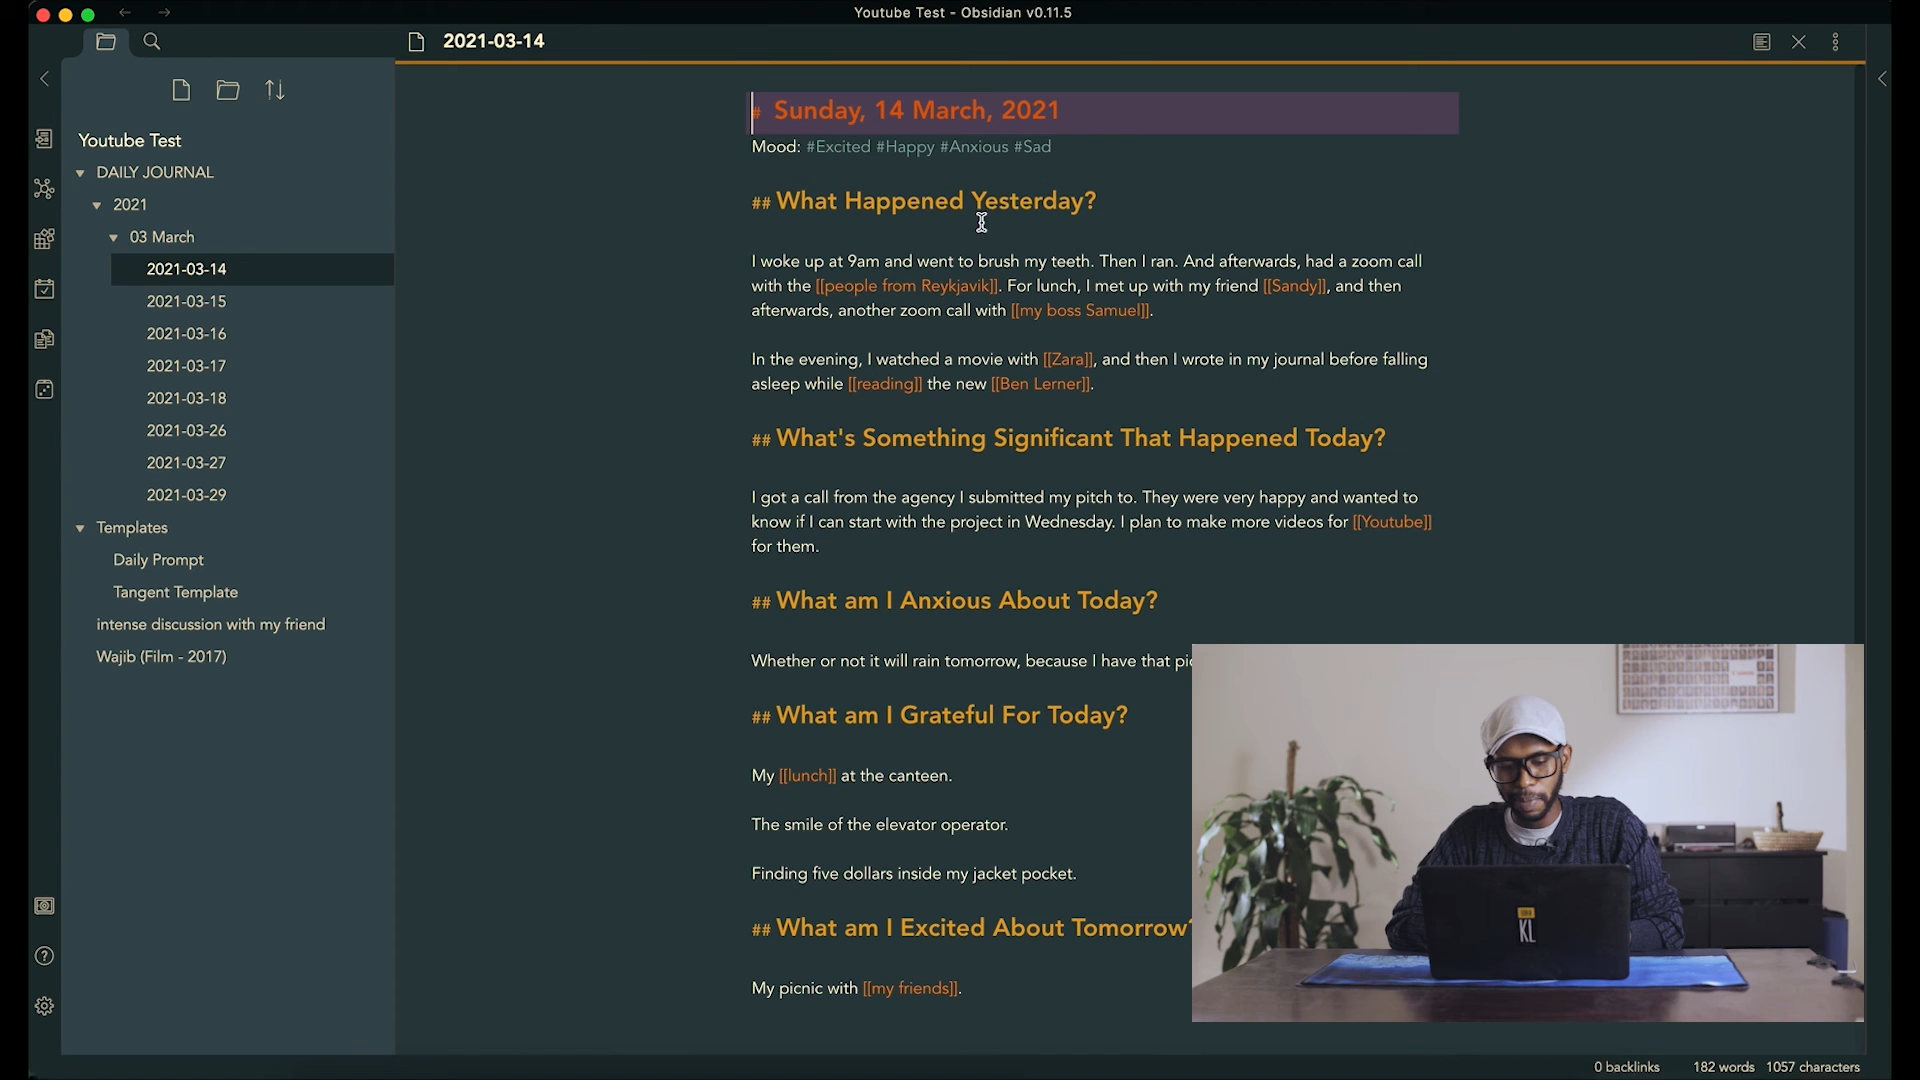 Youtube Test - Obsidian v0.11.5
2021-03-14
Youtube Test
DAILY JOURNAL
2021
03 March
2021-03-14
2021-03-15
2021-03-16
2021-03-17
2021-03-18
2021-03-26
2021-03-27
2021-03-29
Templates
Daily Prompt
Tangent Template
intense discussion with my friend
Wajib (Film - 2017)
# Sunday, 14 March, 2021
Mood: #Excited #Happy #Anxious #Sad
## What Happened Yesterday?
I woke up at 9am and went to brush my teeth. Then I ran. And afterwards, had a zoom call
with the [[people from Reykjavik]]. For lunch, I met up with my friend [[Sandy]], and then
afterwards, another zoom call with [[my boss Samuel]].
In the evening, I watched a movie with [[Zara]], and then I wrote in my journal before falling
asleep while [[reading]] the new [[Ben Lerner]].
## What's Something Significant That Happened Today?
I got a call from the agency I submitted my pitch to. They were very happy and wanted to
know if I can start with the project in Wednesday. I plan to make more videos for [[Youtube]]
for them.
## What am I Anxious About Today?
Whether or not it will rain tomorrow, because I have that pic
## What am I Grateful For Today?
My [[lunch]] at the canteen.
The smile of the elevator operator.
Finding five dollars inside my jacket pocket.
## What am I Excited About Tomorrow?
My picnic with [[my friends]].
KL
0 backlinks 182 words 1057 characters